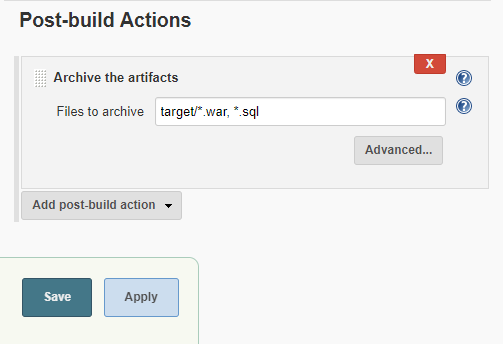 Post-build Actions
X
Archive the artifacts ?
Files to archive target/*.war, *.sql ?
Advanced...
Add post-build action
Save Apply